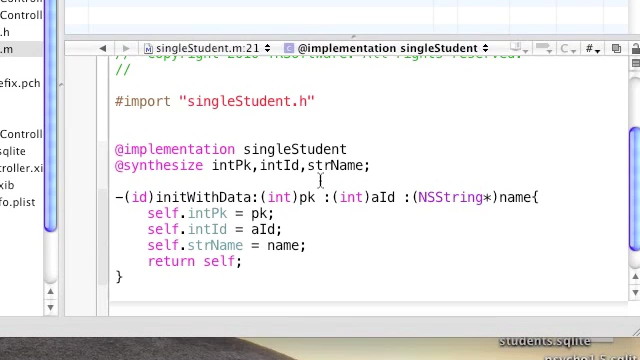 Controll
.h
.m
efix.pch
Controll
sqlite
troller.xi
xib
fo.plist
singleStudent.m:21
C @implementation singleStudent
#
//
#import "singleStudent.h"
@implementation singleStudent
@synthesize intPk,intId,strName;
-(id)initWithData:(int)pk :(int)aId :(NSString*)name{
self.intPk = pk;
self.intId = aId;
self.strName = name;
return self;
}
students.sqlite